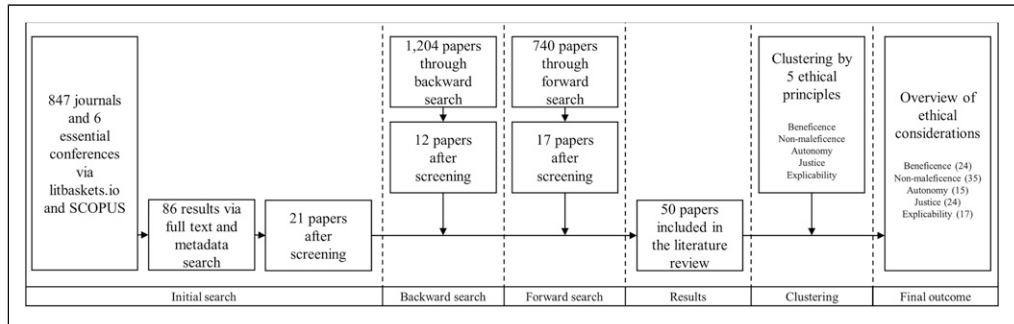 847 journals
and 6
essential
conferences
via
litbaskets.io
and SCOPUS
86 results via
full text and
metadata
search
21 papers
after
screening
Initial search
1,204 papers
through
backward
search
12 papers
after
screening
Backward search
740 papers
through
forward
search
17 papers
after
screening
Forward search
50 papers
included in
the literature
review
Results
Clustering by
5 ethical
principles
Beneficence
Non-maleficence
Autonomy
Justice
Explicability
Clustering
Overview of
ethical
considerations
Beneficence (24)
Non-maleficence (35)
Autonomy (15)
Justice (24)
Explicability (17)
Final outcome